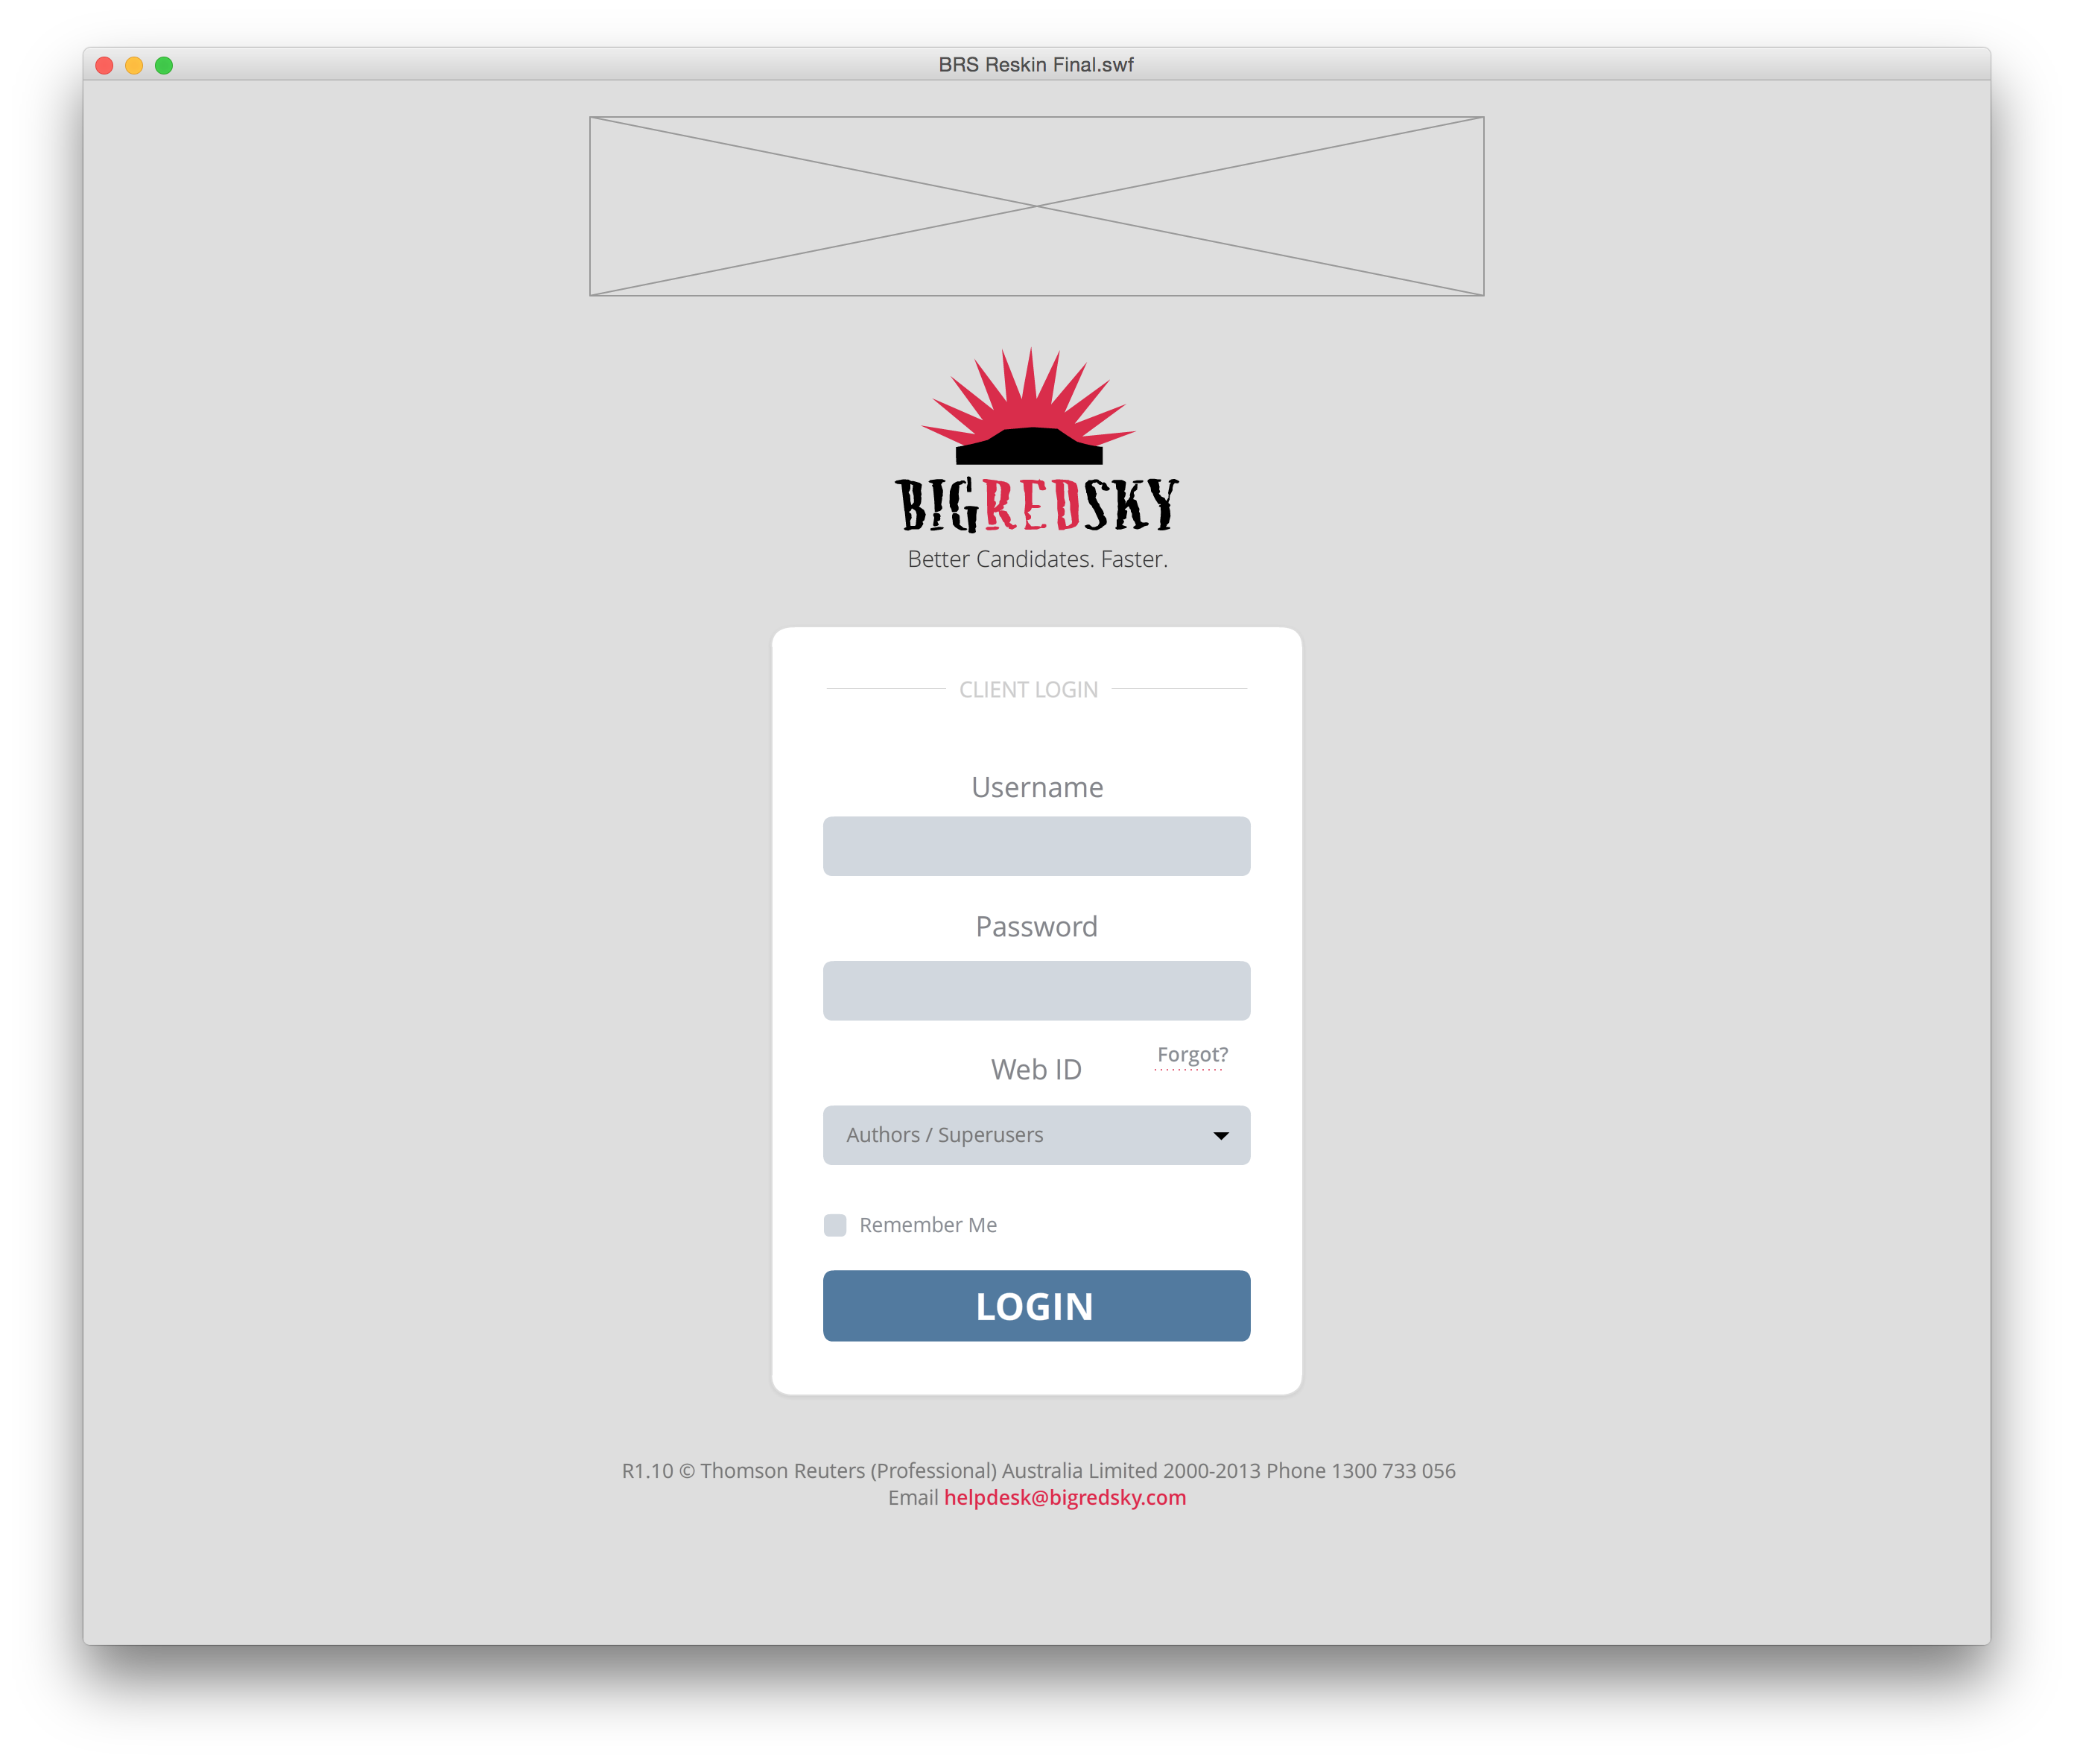 BRS Reskin Final.swf
BIGREDSKY
Better Candidates. Faster.
CLIENT LOGIN
Username
Password
Forgot?
Web ID
Authors / Superusers
Remember Me
LOGIN
R1.10 © Thomson Reuters (Professional) Australia Limited 2000-2013 Phone 1300 733 056
Email helpdesk@bigredsky.com